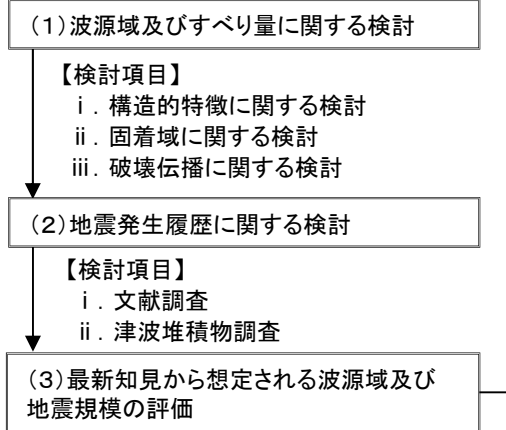 （１）波源域及びすべり量に関する検討
【検討項目】
ⅰ．構造的特徴に関する検討
ⅱ．固着域に関する検討
ⅲ．破壊伝播に関する検討
（２）地震発生履歴に関する検討
【検討項目】
ⅰ．文献調査
ⅱ．津波堆積物調査
（３）最新知見から想定される波源域及び
地震規模の評価